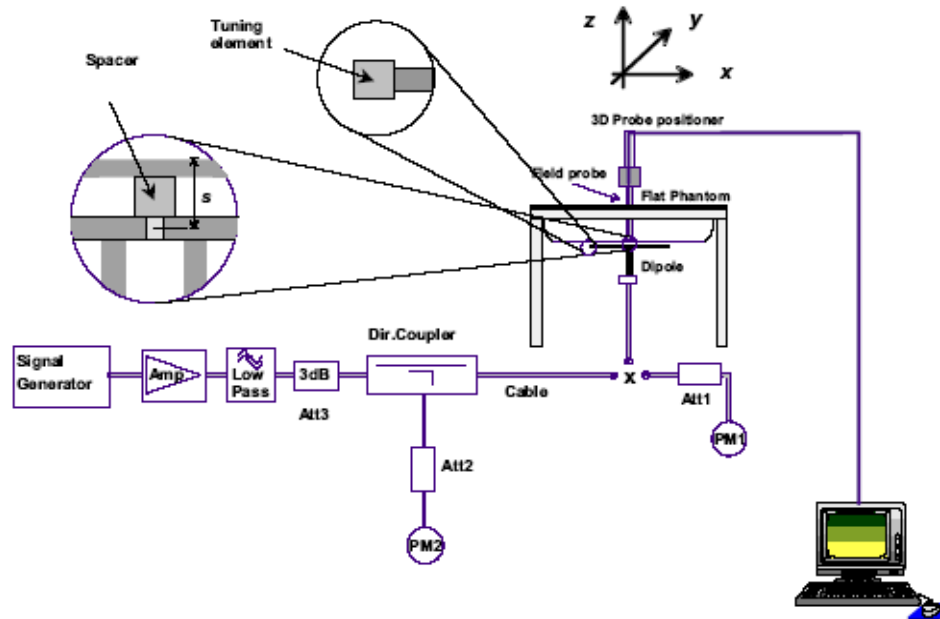 Tuning
element
Spacer
z
y
x
3D Probe positioner
s
Field probe
Flat Phantom
Dipole
Signal
Generator
Amp
Low
Pass
3dB
Att3
Dir.Coupler
Cable
x
Att1
PM1
Att2
PM2